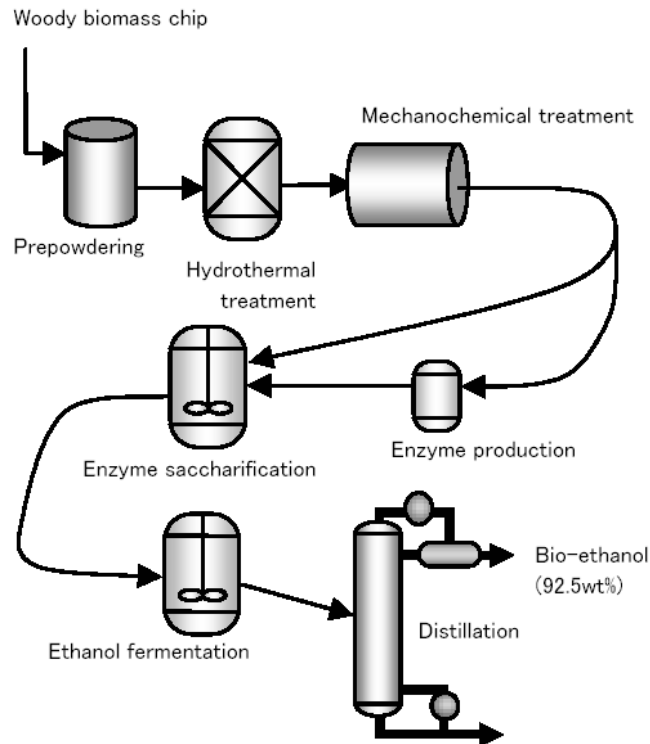 Woody biomass chip
Mechanochemical treatment
Prepowdering
Hydrothermal
treatment
Enzyme production
Enzyme saccharification
Bio-ethanol
(92.5wt%)
Distillation
Ethanol fermentation